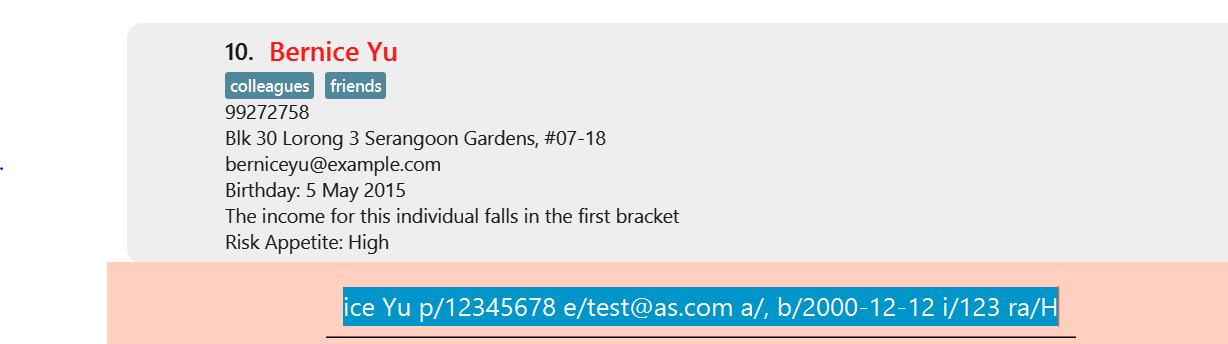 10. Bernice Yu
colleagues friends
99272758
Blk 30 Lorong 3 Serangoon Gardens, #07-18
berniceyu@example.com
Birthday: 5 May 2015
The income for this individual falls in the first bracket
Risk Appetite: High
ice Yu p/12345678 e/test@as.com a/, b/2000-12-12 i/123 ra/H